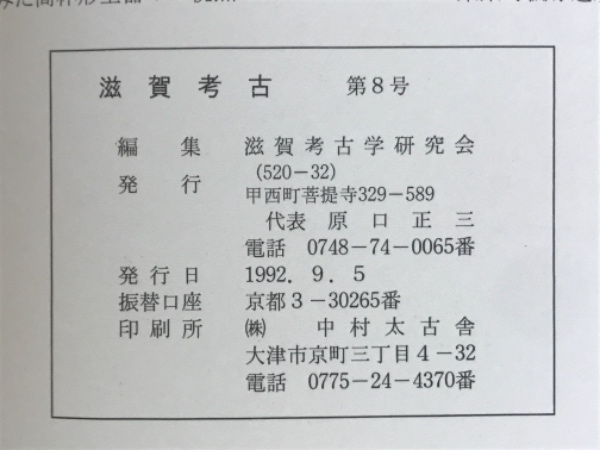 滋賀考古 第8号
編集 滋賀考古学研究会
(520-32)
発行 甲西町菩提寺329-589
代表 原口正三
電話 0748-74-0065番
発行日 1992. 9. 5
振替口座 京都3-30265番
印刷所 ㈱ 中村太古舎
大津市京町三丁目4-32
電話 0775-24-4370番